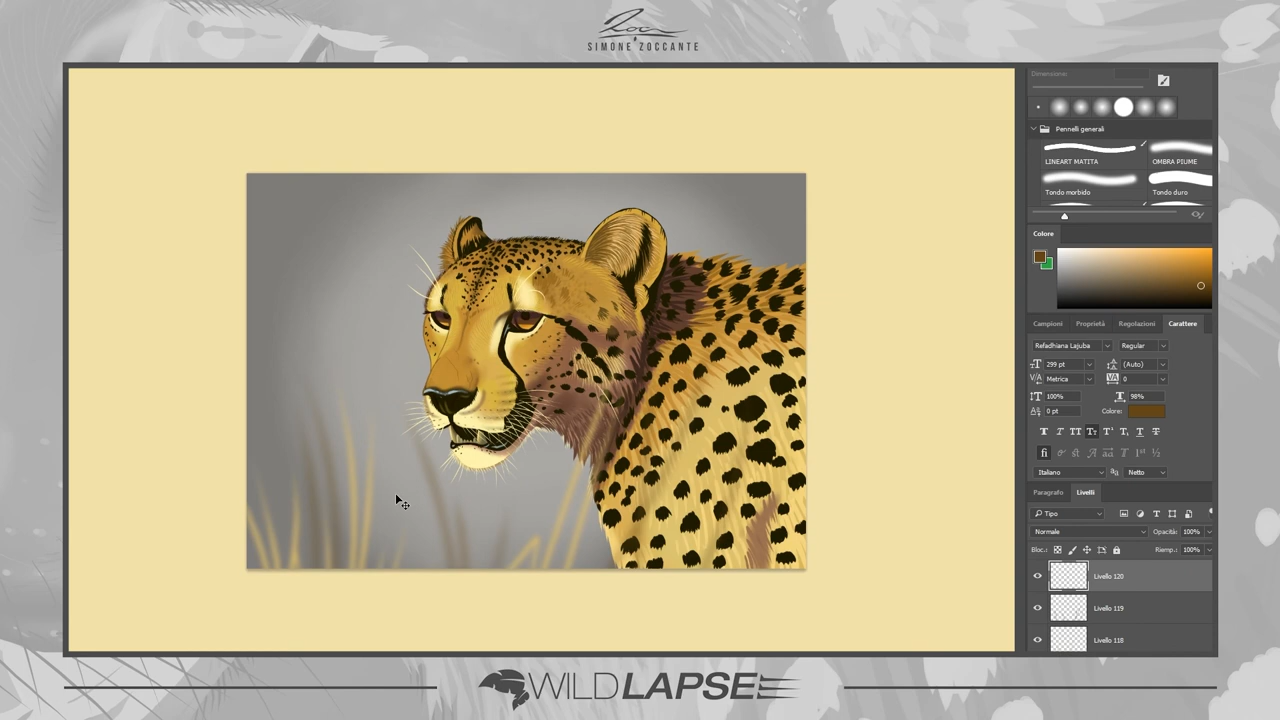 Zoc
SIMONE ZOCCANTE
Dimensione:
Pennelli generali
LINEART MATITA
OMBRA PIUME
Tondo morbido
Tondo duro
Colore
Campioni
Proprietà
Regolazioni
Carattere
Refadhiana Lajuba
Regular
299 pt
(Auto)
Metrica
0
100%
98%
0 pt
Colore:
Italiano
Netto
Paragrafo
Livelli
Tipo
Normale
Opacità: 100%
Bloc.:
Riemp.: 100%
Livello 120
Livello 119
Livello 118
WILDLAPSE